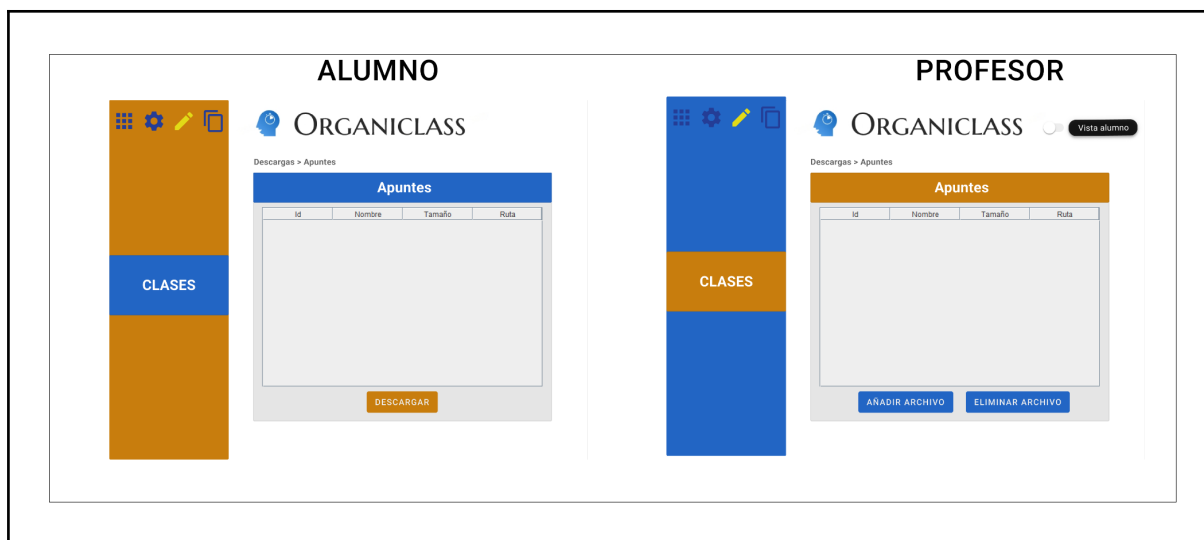 ALUMNO
ORGANICLASS
Descargas > Apuntes
Apuntes
Id Nombre Tamaño Ruta
CLASES
DESCARGAR
PROFESOR
ORGANICLASS
Vista alumno
Descargas > Apuntes
Apuntes
Id Nombre Tamaño Ruta
CLASES
AÑADIR ARCHIVO ELIMINAR ARCHIVO